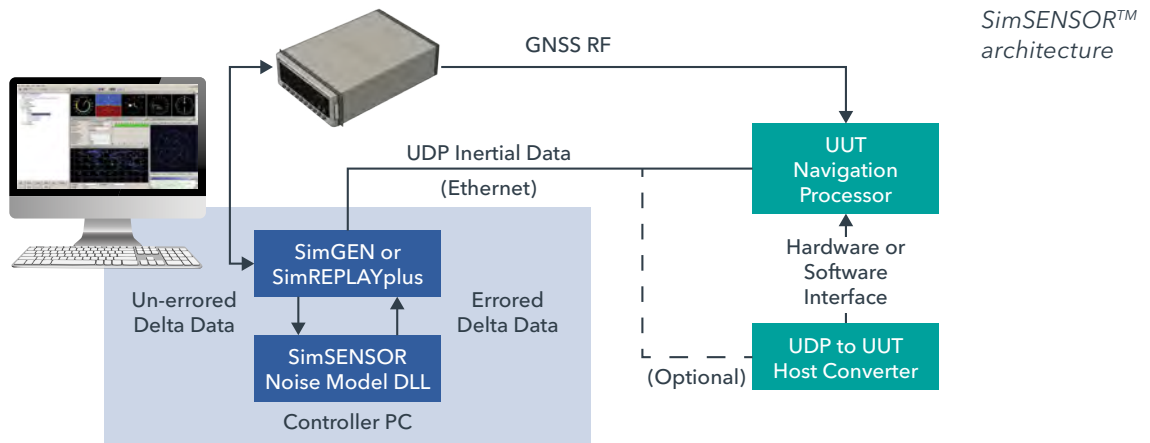 SimSENSOR™
architecture
GNSS RF
UDP Inertial Data
(Ethernet)
UUT
Navigation
Processor
SimGEN or
SimREPLAYplus
Hardware or
Software
Interface
Un-errored
Delta Data
Errored
Delta Data
SimSENSOR
Noise Model DLL
UDP to UUT
Host Converter
(Optional)
Controller PC